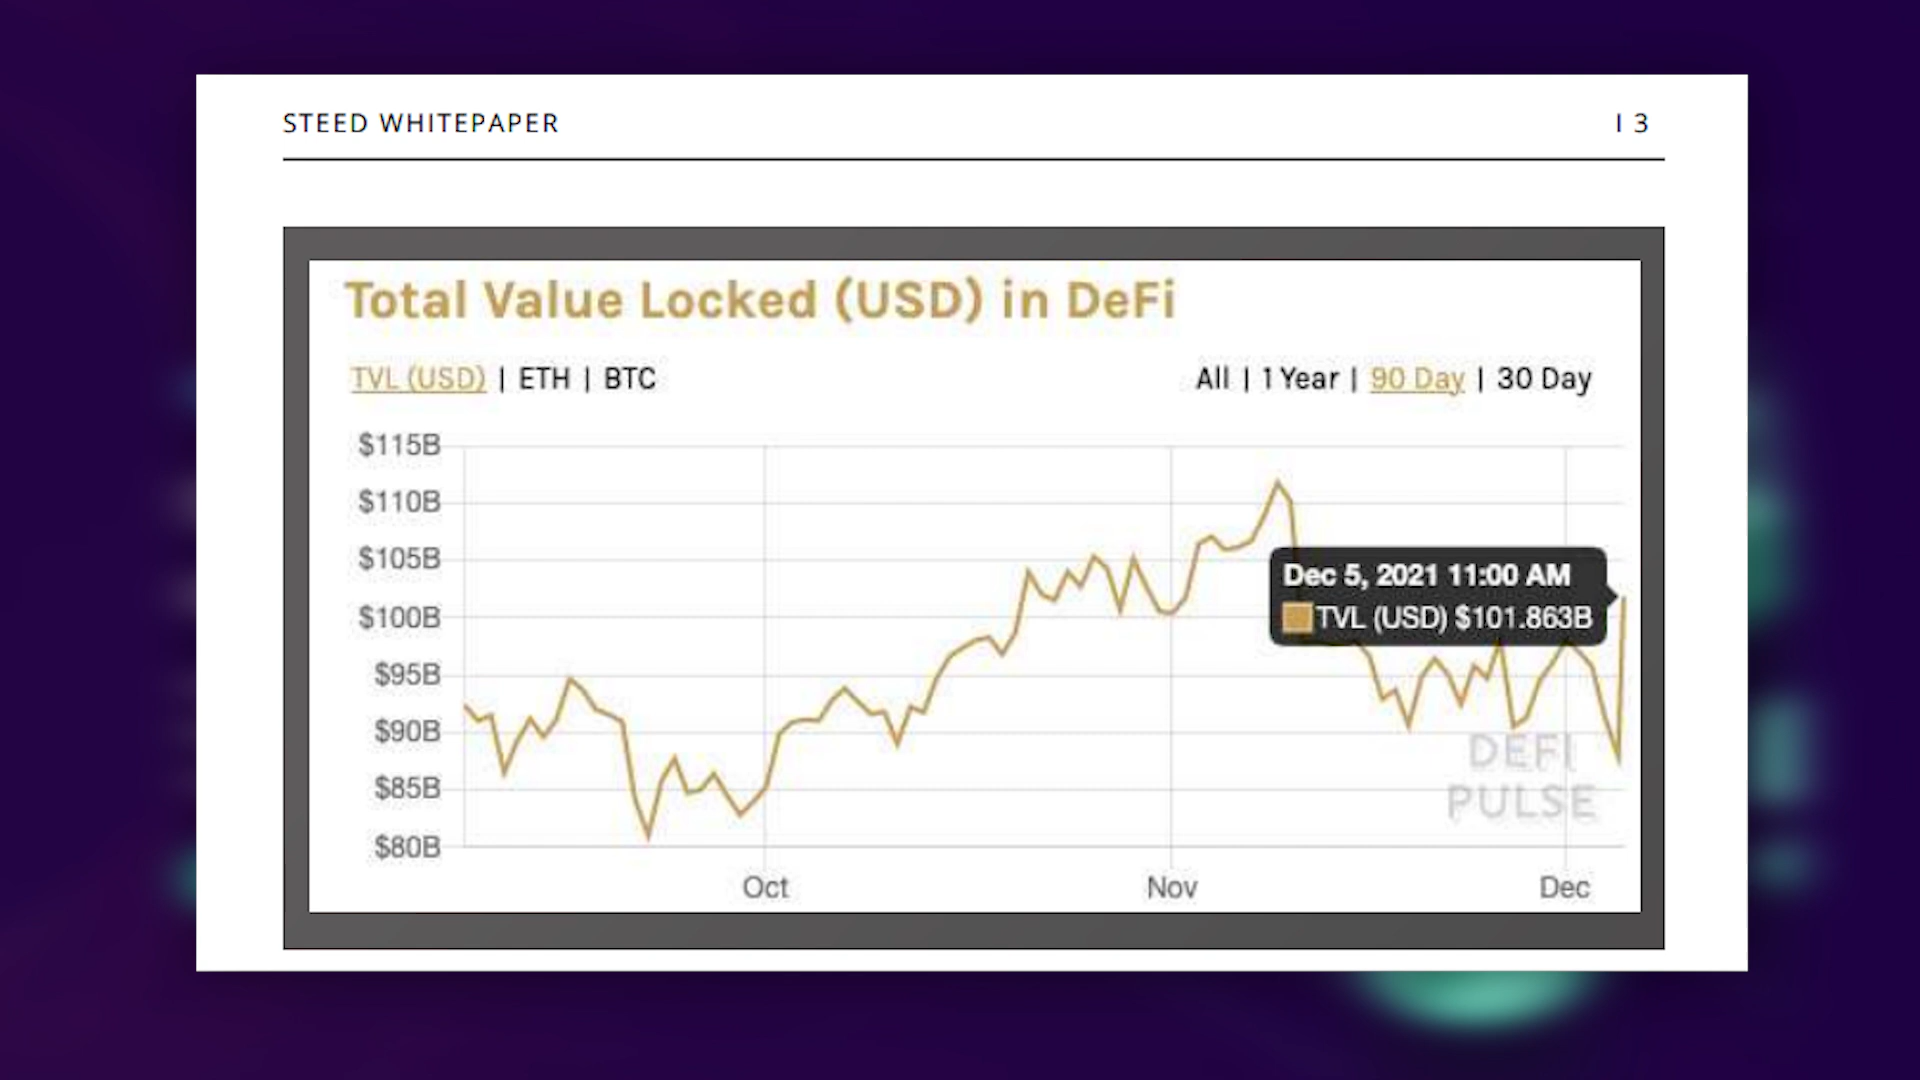 STEED WHITEPAPER I 3
Total Value Locked (USD) in DeFi
TVL (USD) | ETH | BTC All | 1 Year | 90 Day | 30 Day
$115B
$110B
$105B
$100B
$95B
$90B
$85B
$80B
Dec 5, 2021 11:00 AM
TVL (USD) $101.863B
DEFI
PULSE
Oct Nov Dec